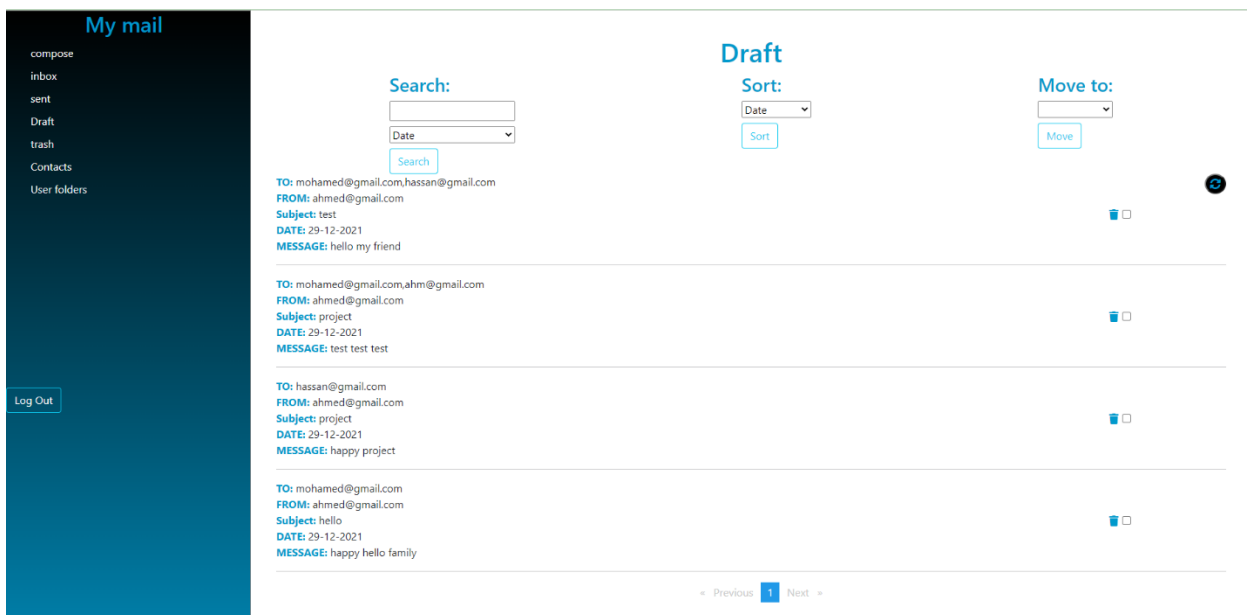 My mail
compose
inbox
sent
Draft
trash
Contacts
User folders
Log Out
Draft
Search:
Date
Search
Sort:
Date
Sort
Move to:
Move
TO: mohamed@gmail.com,hassan@gmail.com
FROM: ahmed@gmail.com
Subject: test
DATE: 29-12-2021
MESSAGE: hello my friend
TO: mohamed@gmail.com,ahm@gmail.com
FROM: ahmed@gmail.com
Subject: project
DATE: 29-12-2021
MESSAGE: test test test
TO: hassan@gmail.com
FROM: ahmed@gmail.com
Subject: project
DATE: 29-12-2021
MESSAGE: happy project
TO: mohamed@gmail.com
FROM: ahmed@gmail.com
Subject: hello
DATE: 29-12-2021
MESSAGE: happy hello family
« Previous 1 Next »